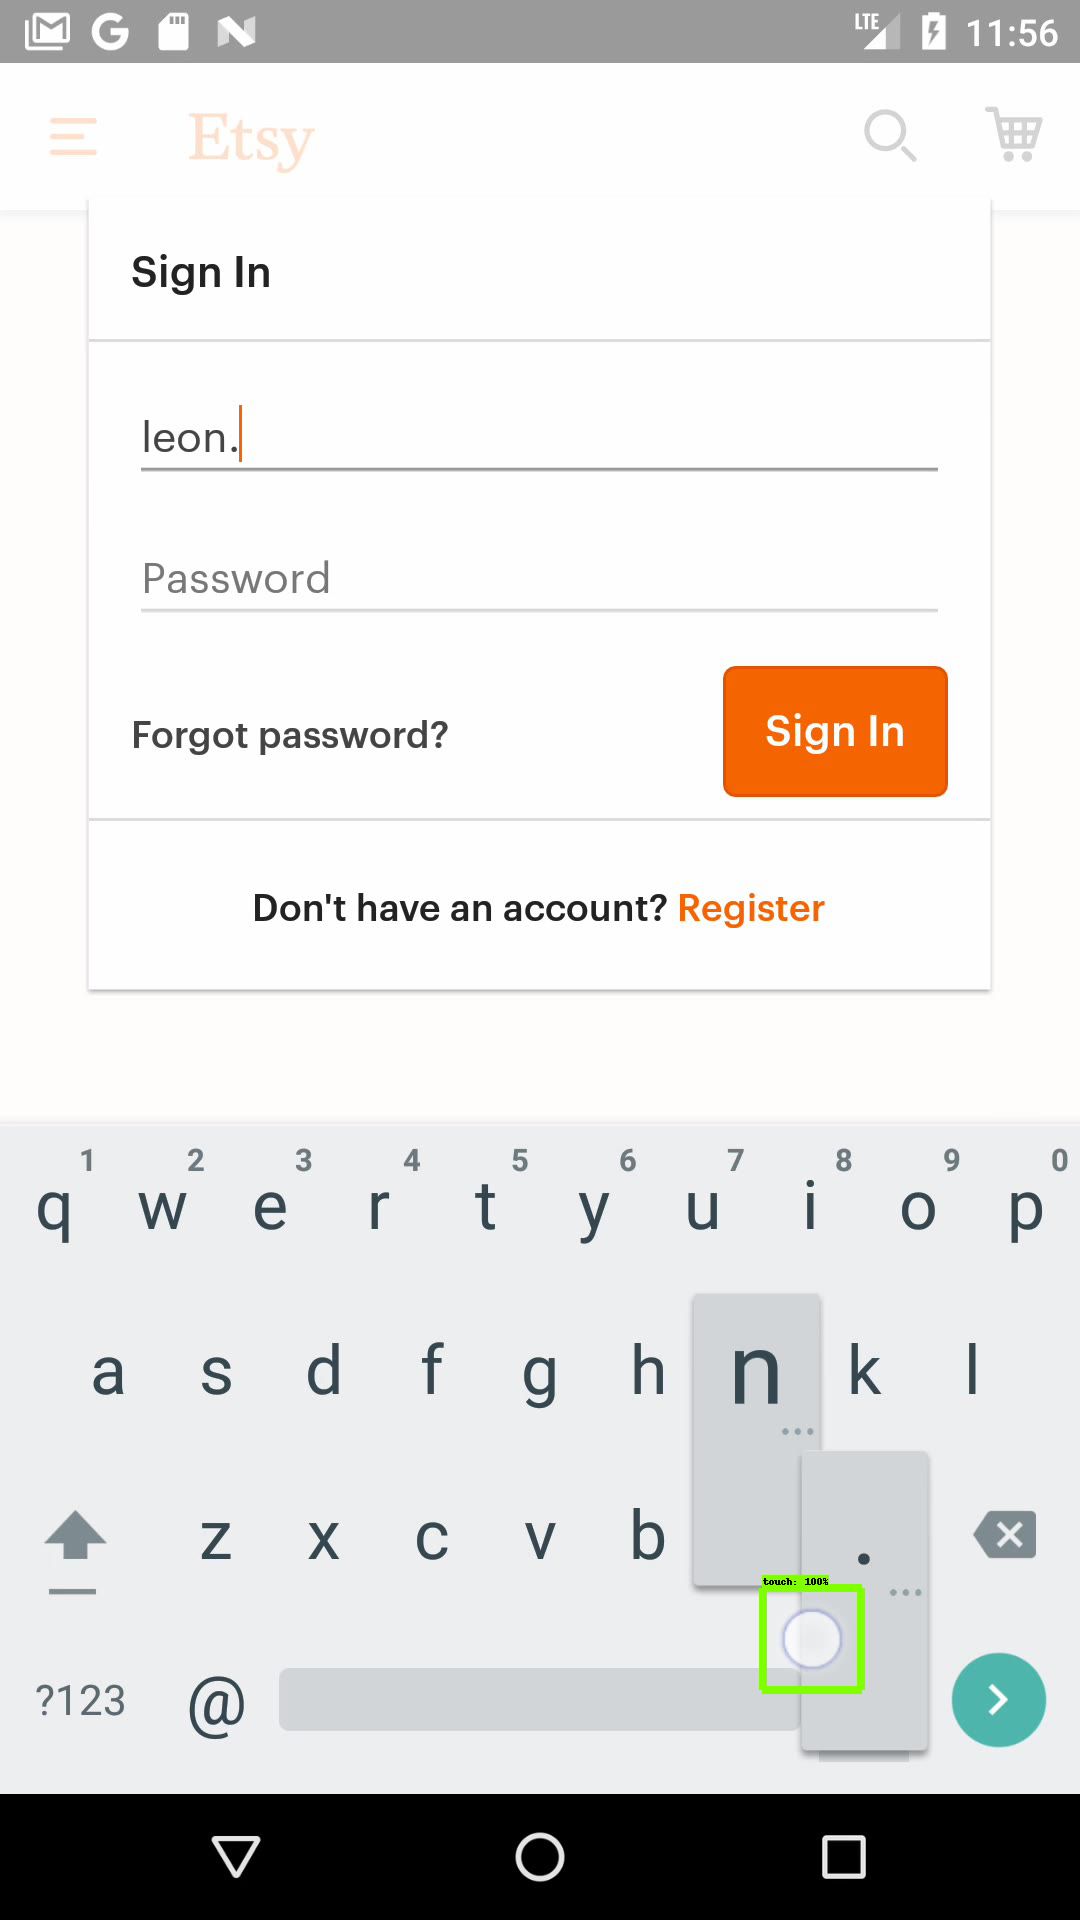 LTE 11:56
Etsy
Sign In
leon.
Password
Forgot password?
Sign In
Don't have an account? Register
1 2 3 4 5 6 7 8 9 0
q w e r t y u i o p
a s d f g h n k l
z x c v b .
touch: 100%
?123 @